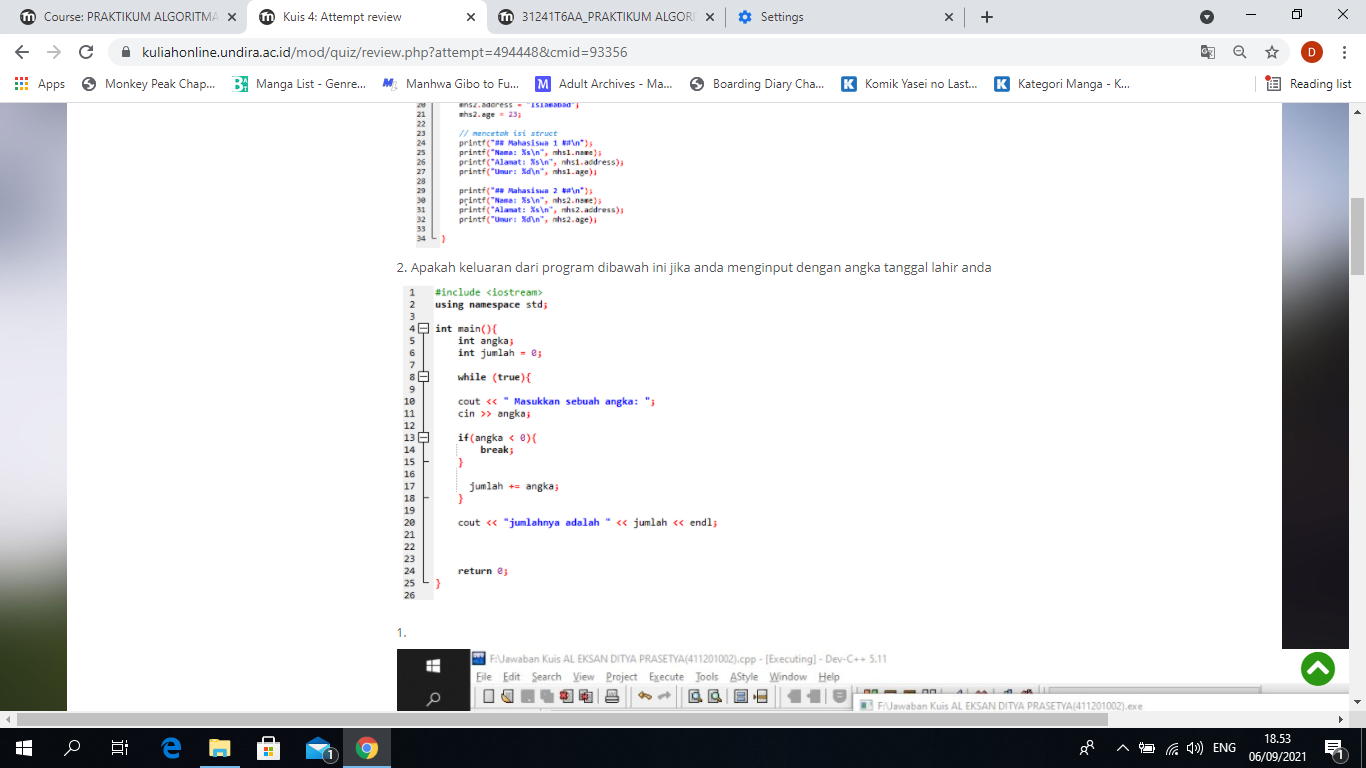 Course: PRAKTIKUM ALGORITMA
Kuis 4: Attempt review
31241T6AA_PRAKTIKUM ALGORI
Settings
kuliahonline.undira.ac.id/mod/quiz/review.php?attempt=494448&cmid=93356
D
Apps
Monkey Peak Chap...
Manga List - Genre...
Manhwa Gibo to Fu...
Adult Archives - Ma...
Boarding Diary Cha...
Komik Yasei no Last...
Kategori Manga - K...
Reading list
20 mhs2.address = "Islamabad";
21 mhs2.age = 23;
22
23 // mencetak isi struct
24 printf("## Mahasiswa 1 ##\n");
25 printf("Nama: %s\n", mhs1.name);
26 printf("Alamat: %s\n", mhs1.address);
27 printf("Umur: %d\n", mhs1.age);
28
29 printf("## Mahasiswa 2 ##\n");
30 printf("Nama: %s\n", mhs2.name);
31 printf("Alamat: %s\n", mhs2.address);
32 printf("Umur: %d\n", mhs2.age);
33
34 }
2. Apakah keluaran dari program dibawah ini jika anda menginput dengan angka tanggal lahir anda
1 #include <iostream>
2 using namespace std;
3
4 int main(){
5 int angka;
6 int jumlah = 0;
7
8 while (true){
9
10 cout << " Masukkan sebuah angka: ";
11 cin >> angka;
12
13 if(angka < 0){
14 break;
15 }
16
17 jumlah += angka;
18 }
19
20 cout << "jumlahnya adalah " << jumlah << endl;
21
22
23
24 return 0;
25 }
26
1.
F:\Jawaban Kuis AL EKSAN DITYA PRASETYA(411201002).cpp - [Executing] - Dev-C++ 5.11
File Edit Search View Project Execute Tools AStyle Window Help
F:\Jawaban Kuis AL EKSAN DITYA PRASETYA(411201002).exe
1
ENG
18.53
06/09/2021
1